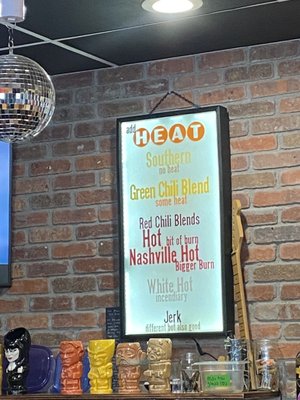 add HEAT
Southern
no heat
Green Chili Blend
some heat
Red Chili Blends
Hot bit of burn
Nashville Hot
Bigger Burn
White Hot
incendiary
Jerk
different but also good